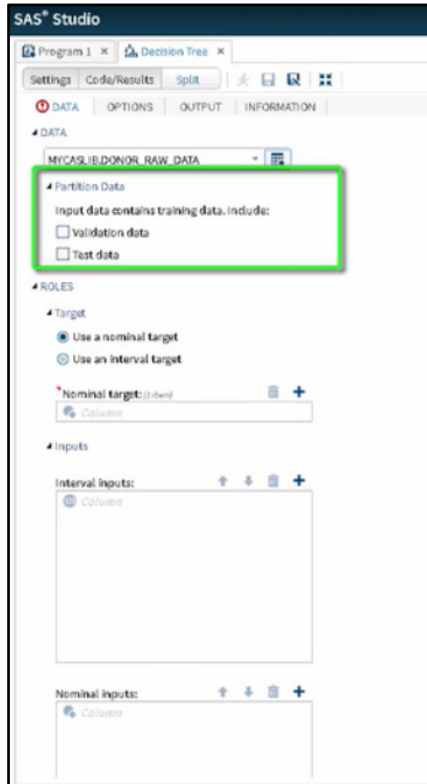 SAS® Studio
Program 1 × Decision Tree ×
Settings Code/Results Split
DATA OPTIONS OUTPUT INFORMATION
DATA
MYCASLIB.DONOR_RAW_DATA
Partition Data
Input data contains training data. Include:
Validation data
Test data
ROLES
Target
Use a nominal target
Use an interval target
*Nominal target: (1 item)
Column
Inputs
Interval inputs:
Column
Nominal inputs:
Column